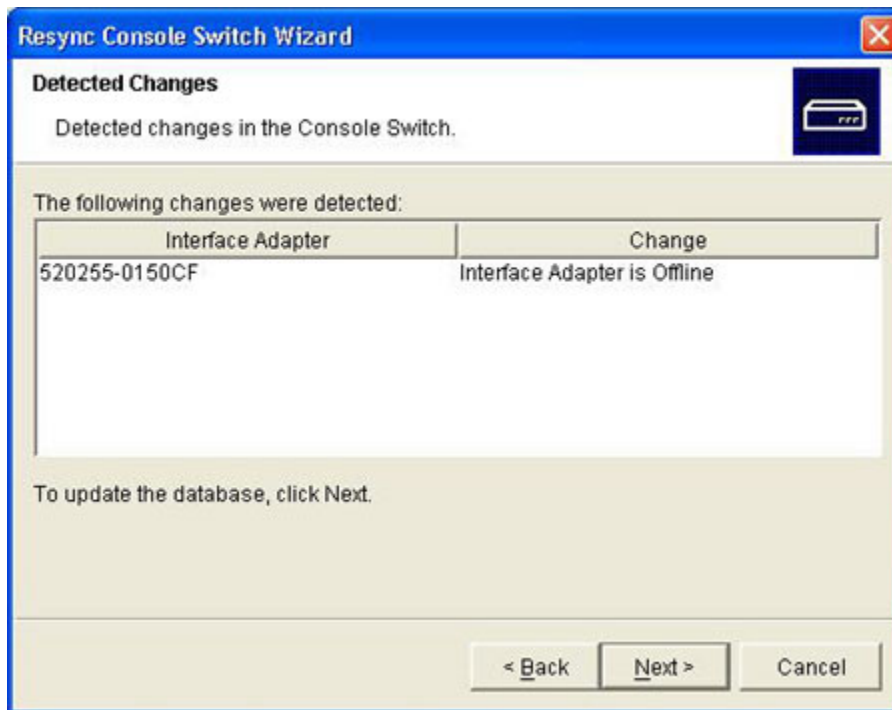 Resync Console Switch Wizard
Detected Changes
Detected changes in the Console Switch.
The following changes were detected:
Interface Adapter Change
520255-0150CF Interface Adapter is Offline
To update the database, click Next.
< Back Next > Cancel